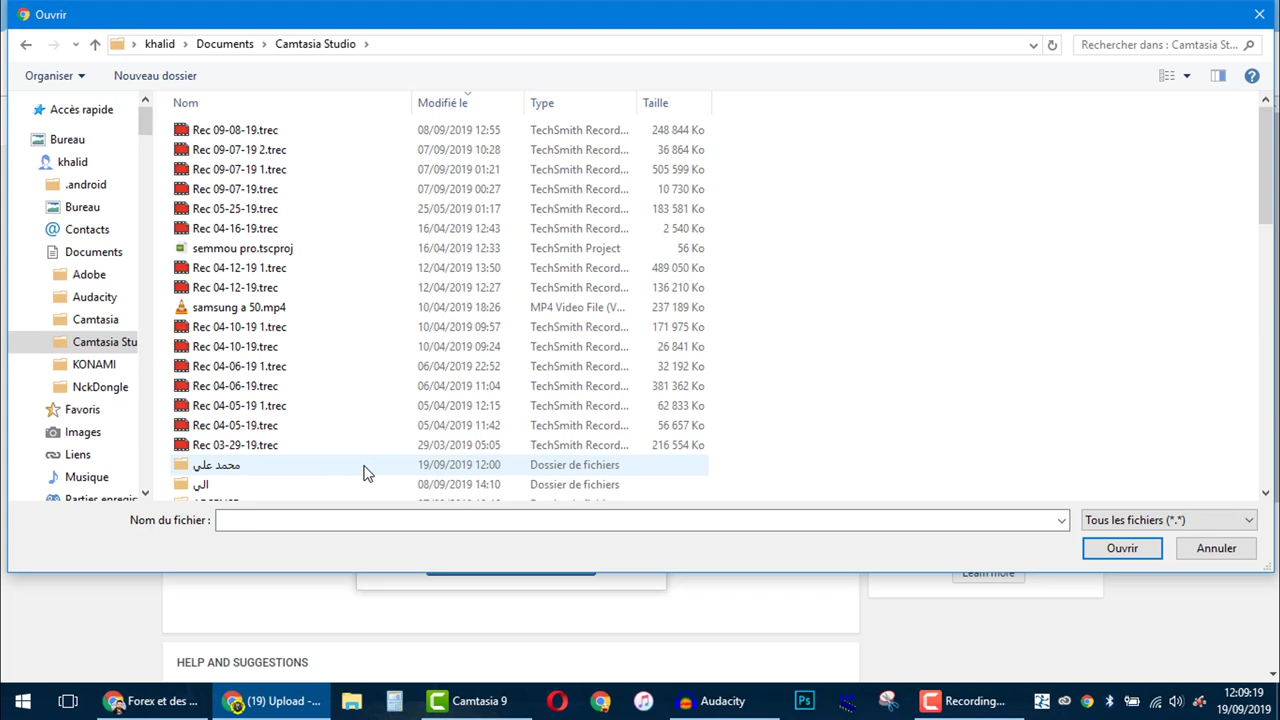 Ouvrir
khalid > Documents > Camtasia Studio >
Rechercher dans : Camtasia St...
Organiser
Nouveau dossier
Accès rapide
Bureau
khalid
.android
Bureau
Contacts
Documents
Adobe
Audacity
Camtasia
Camtasia Stu
KONAMI
NckDongle
Favoris
Images
Liens
Musique
Parties enregis
Nom Modifié le Type Taille
Rec 09-08-19.trec 08/09/2019 12:55 TechSmith Record... 248 844 Ko
Rec 09-07-19 2.trec 07/09/2019 10:28 TechSmith Record... 36 864 Ko
Rec 09-07-19 1.trec 07/09/2019 01:21 TechSmith Record... 505 599 Ko
Rec 09-07-19.trec 07/09/2019 00:27 TechSmith Record... 10 730 Ko
Rec 05-25-19.trec 25/05/2019 01:17 TechSmith Record... 183 581 Ko
Rec 04-16-19.trec 16/04/2019 12:43 TechSmith Record... 2 540 Ko
semmou pro.tscproj 16/04/2019 12:33 TechSmith Project 56 Ko
Rec 04-12-19 1.trec 12/04/2019 13:50 TechSmith Record... 489 050 Ko
Rec 04-12-19.trec 12/04/2019 12:27 TechSmith Record... 136 210 Ko
samsung a 50.mp4 10/04/2019 18:26 MP4 Video File (V... 237 189 Ko
Rec 04-10-19 1.trec 10/04/2019 09:57 TechSmith Record... 171 975 Ko
Rec 04-10-19.trec 10/04/2019 09:24 TechSmith Record... 26 841 Ko
Rec 04-06-19 1.trec 06/04/2019 22:52 TechSmith Record... 32 192 Ko
Rec 04-06-19.trec 06/04/2019 11:04 TechSmith Record... 381 362 Ko
Rec 04-05-19 1.trec 05/04/2019 12:15 TechSmith Record... 62 833 Ko
Rec 04-05-19.trec 05/04/2019 11:42 TechSmith Record... 56 657 Ko
Rec 03-29-19.trec 29/03/2019 05:05 TechSmith Record... 216 554 Ko
محمد علي 19/09/2019 12:00 Dossier de fichiers
الي 08/09/2019 14:10 Dossier de fichiers
Nom du fichier :
Tous les fichiers (*.*)
Ouvrir
Annuler
Learn more
HELP AND SUGGESTIONS
Forex et des ...
(19) Upload -...
Camtasia 9
Audacity
Ps
Recording...
12:09:19
19/09/2019